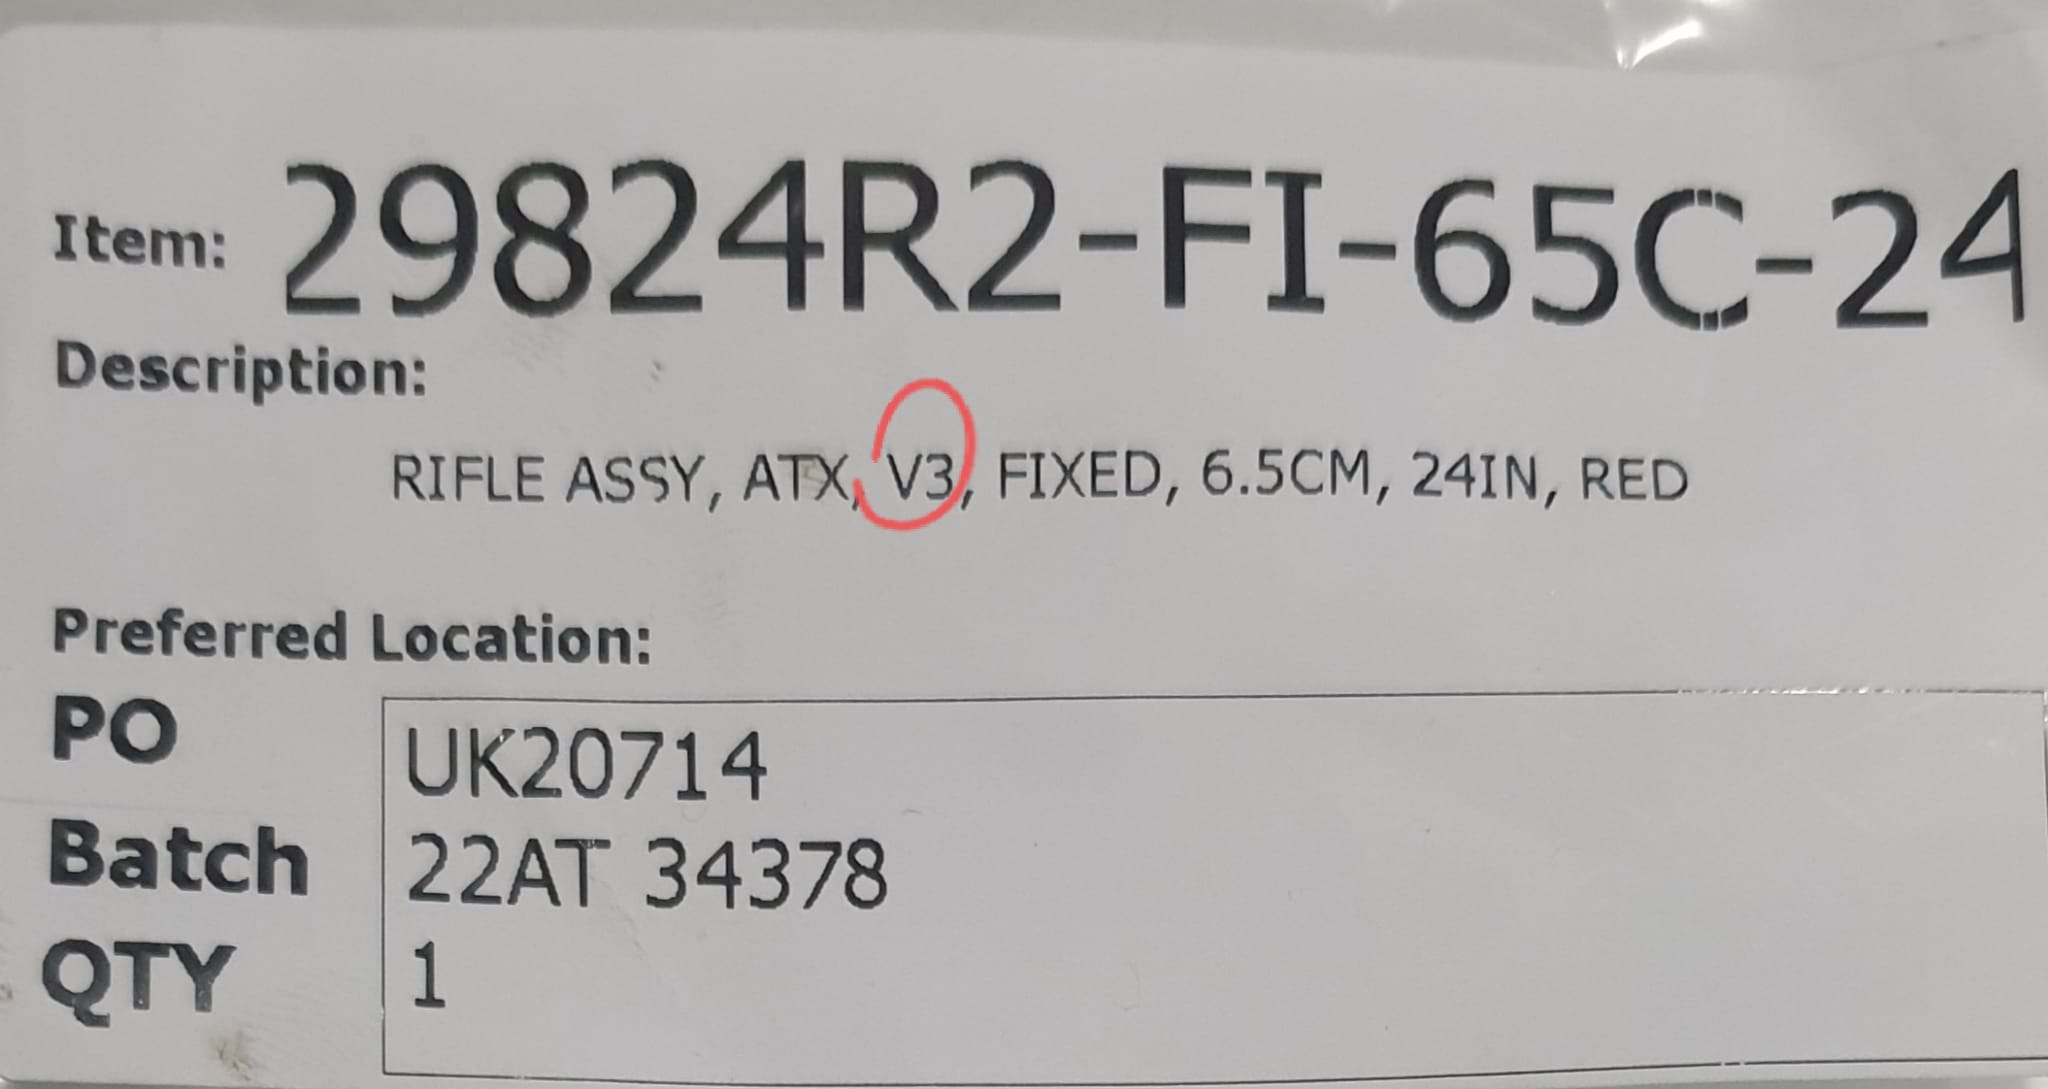 Item: 29824R2-FI-65C-24
Description:
RIFLE ASSY, ATX, V3, FIXED, 6.5CM, 24IN, RED
Preferred Location:
PO UK20714
Batch 22AT 34378
QTY 1